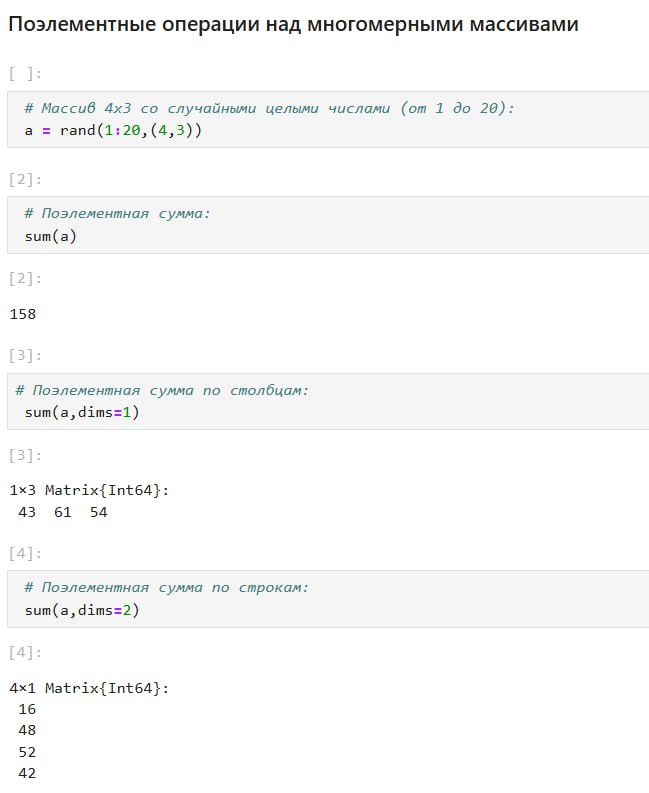 Поэлементные операции над многомерными массивами
[ ]:
# Массив 4x3 со случайными целыми числами (от 1 до 20):
a = rand(1:20,(4,3))
[2]:
# Поэлементная сумма:
sum(a)
[2]:
158
[3]:
# Поэлементная сумма по столбцам:
sum(a,dims=1)
[3]:
1×3 Matrix{Int64}:
43  61  54
[4]:
# Поэлементная сумма по строкам:
sum(a,dims=2)
[4]:
4×1 Matrix{Int64}:
16
48
52
42